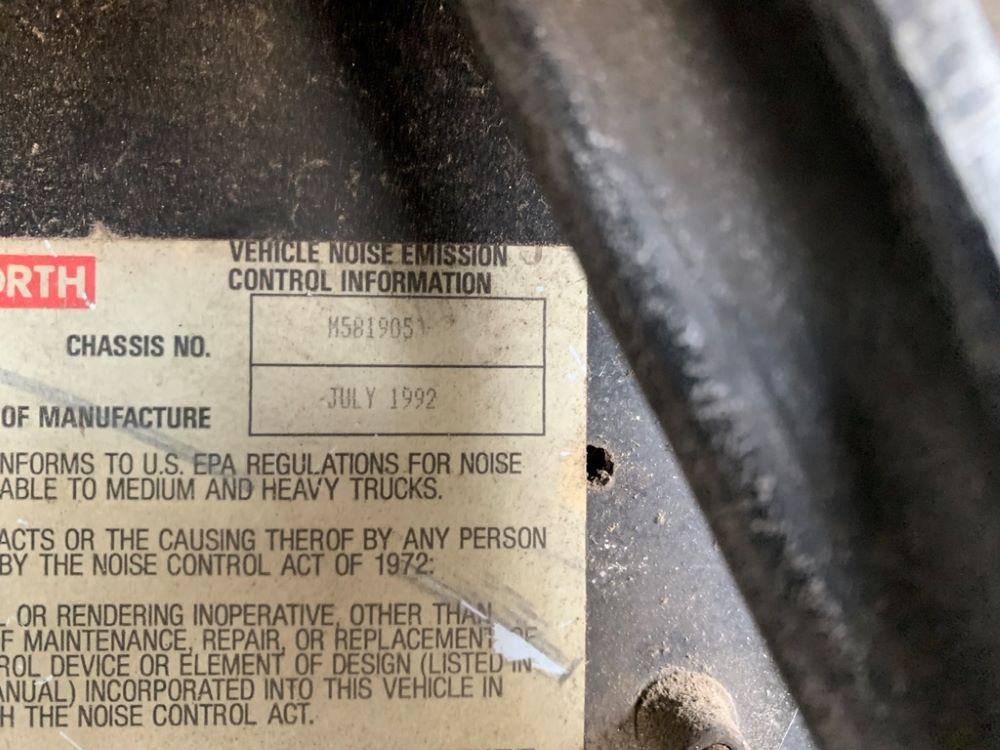 ORTH
VEHICLE NOISE EMISSION
CONTROL INFORMATION
CHASSIS NO.
M5819051
JULY 1992
OF MANUFACTURE
NFORMS TO U.S. EPA REGULATIONS FOR NOISE
ABLE TO MEDIUM AND HEAVY TRUCKS.
ACTS OR THE CAUSING THEROF BY ANY PERSON
BY THE NOISE CONTROL ACT OF 1972:
L OR RENDERING INOPERATIVE, OTHER THAN
F MAINTENANCE, REPAIR, OR REPLACEMENT OF
ROL DEVICE OR ELEMENT OF DESIGN (LISTED IN
ANUAL) INCORPORATED INTO THIS VEHICLE IN
H THE NOISE CONTROL ACT.